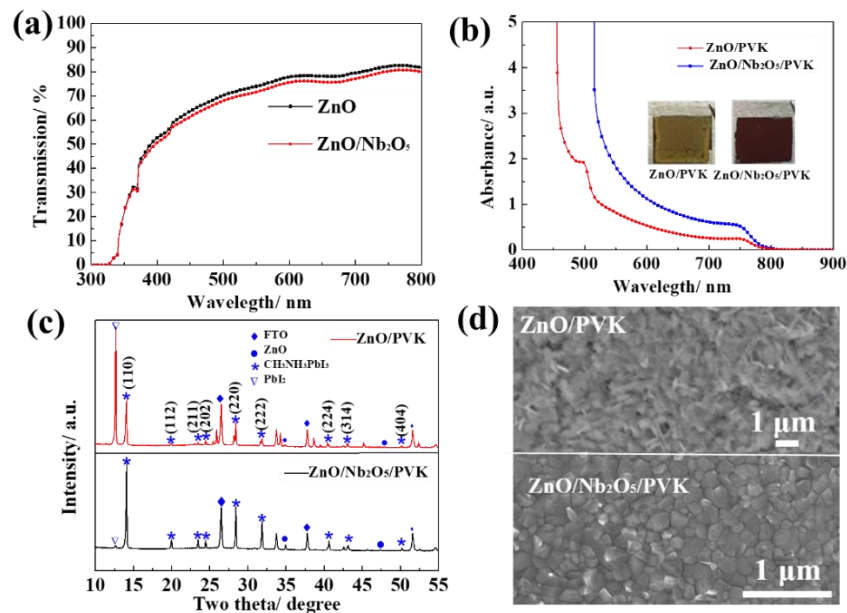 (a)
100
90
80
70
60
50
40
30
20
10
0
Transmission/ %
ZnO
ZnO/Nb₂O₅
300 400 500 600 700 800
Wavelegth/ nm
(b)
5
4
3
2
1
0
Absrbance/ a.u.
ZnO/PVK
ZnO/Nb₂O₅/PVK
ZnO/PVK ZnO/Nb₂O₅/PVK
400 500 600 700 800 900
Wavelegth/ nm
(c)
Intensity/ a.u.
ZnO/PVK
FTO
ZnO
CH₃NH₃PbI₃
PbI₂
(110)
(112)
(211)
(202)
(220)
(222)
(224)
(314)
(404)
ZnO/Nb₂O₅/PVK
10 15 20 25 30 35 40 45 50 55
Two theta/ degree
(d)
ZnO/PVK
1 μm
ZnO/Nb₂O₅/PVK
1 μm